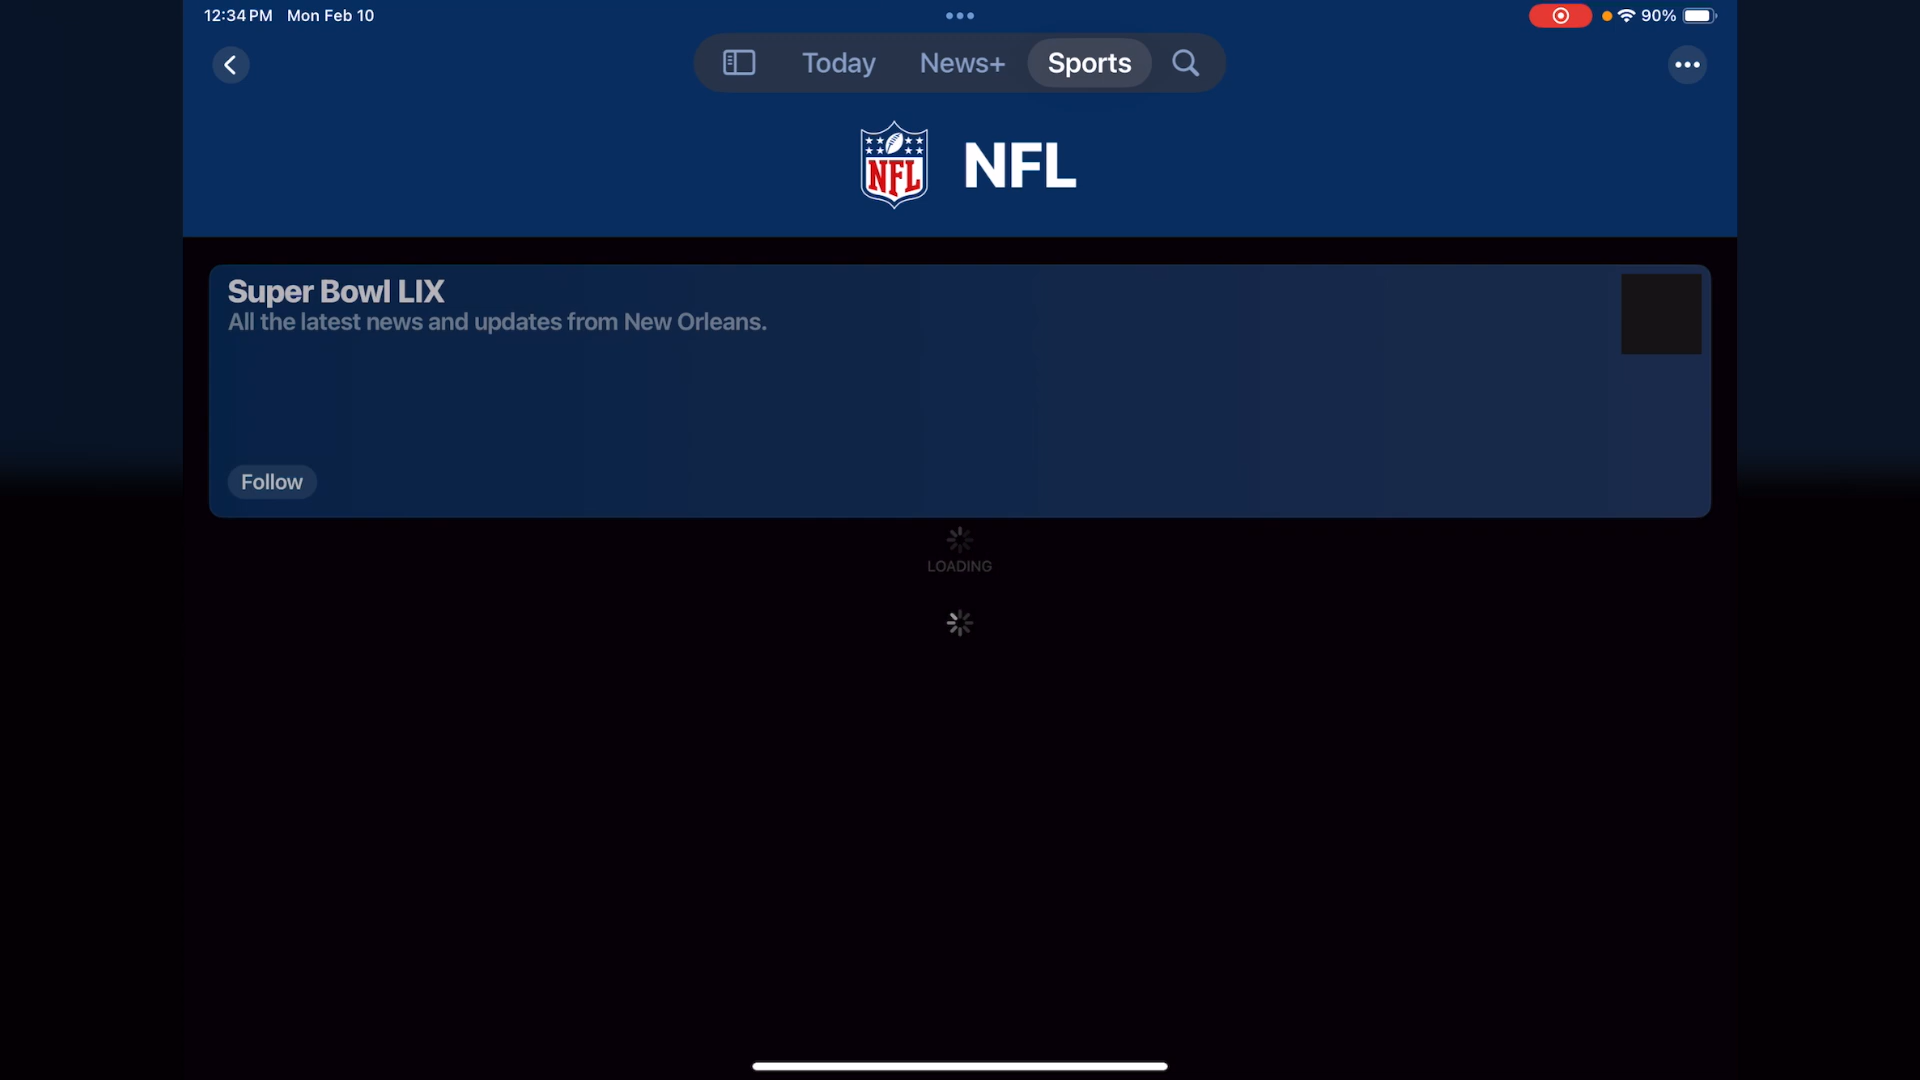 12:34 PM Mon Feb 10
90%
Today News+ Sports
NFL NFL
Super Bowl LIX
All the latest news and updates from New Orleans.
Follow
LOADING